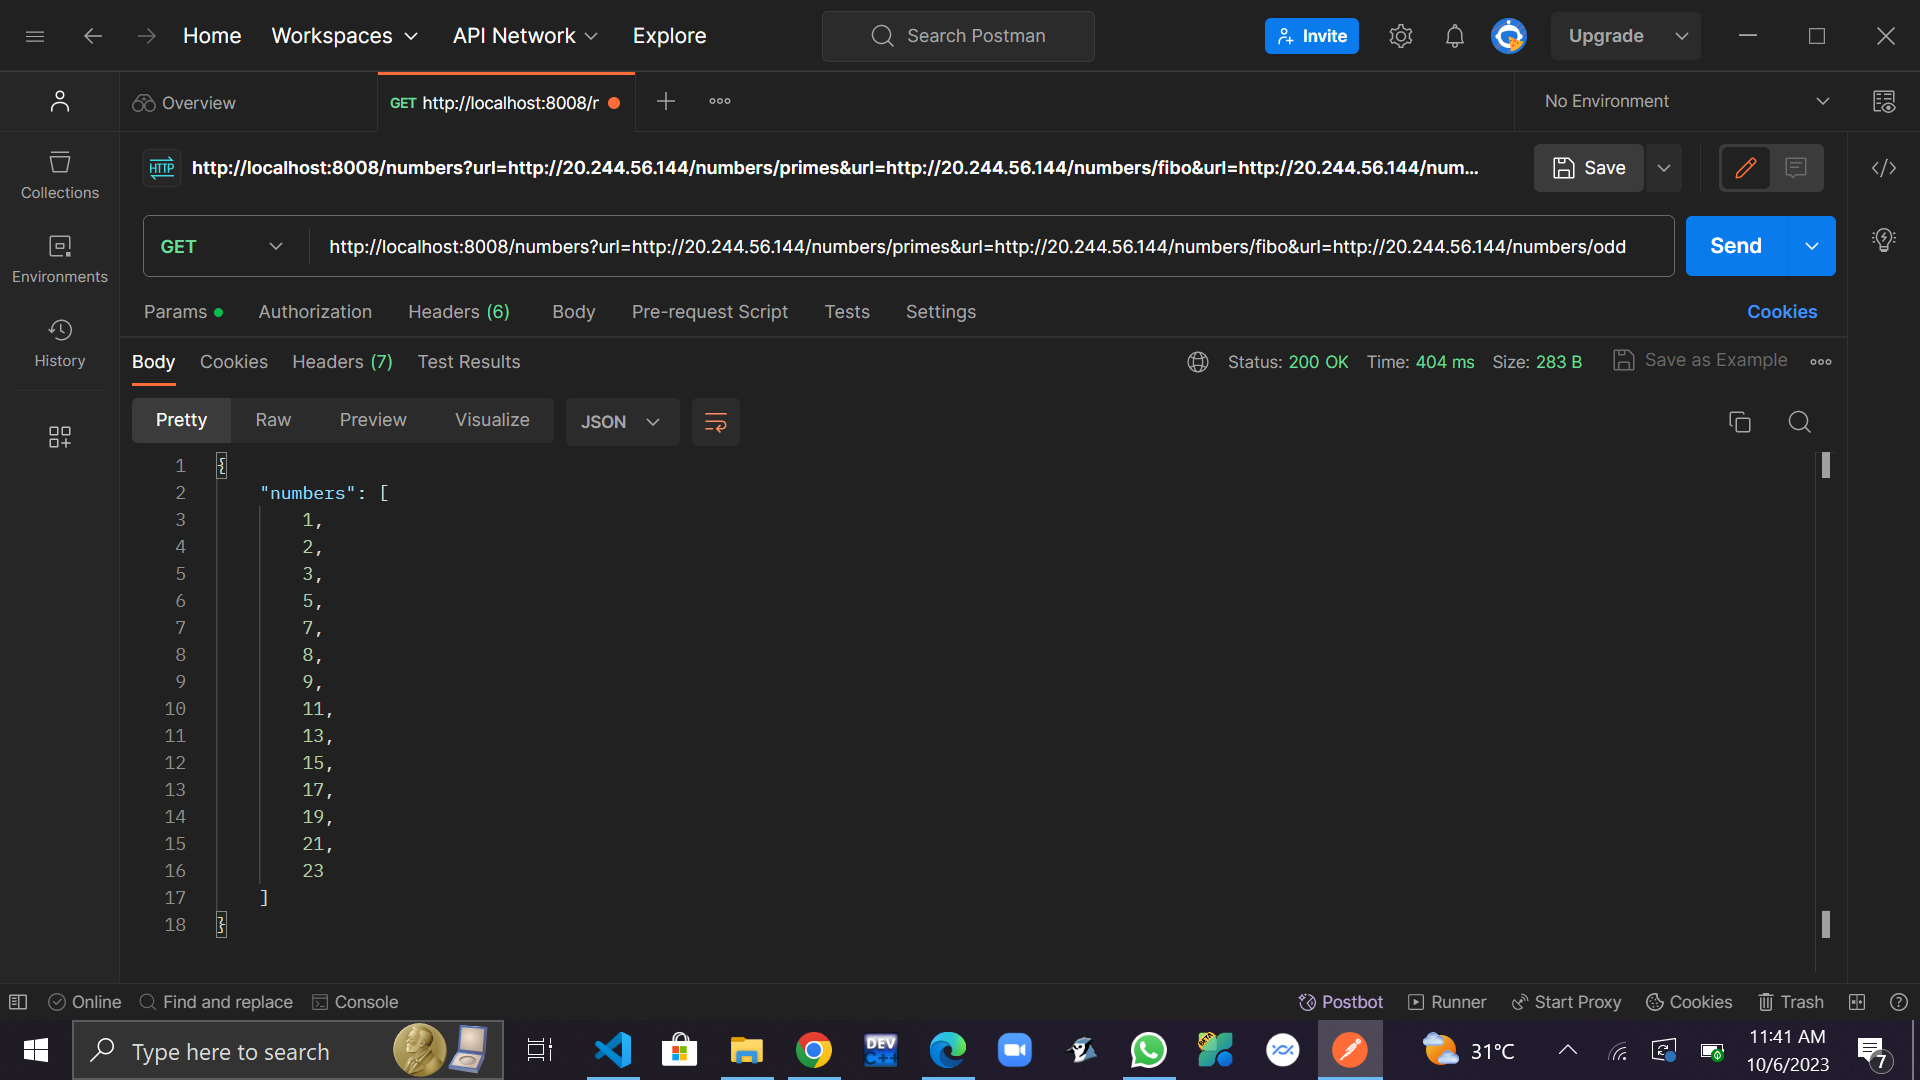 Home Workspaces API Network Explore Search Postman Invite Upgrade
Overview GET http://localhost:8008/r No Environment
HTTP http://localhost:8008/numbers?url=http://20.244.56.144/numbers/primes&url=http://20.244.56.144/numbers/fibo&url=http://20.244.56.144/num... Save
GET http://localhost:8008/numbers?url=http://20.244.56.144/numbers/primes&url=http://20.244.56.144/numbers/fibo&url=http://20.244.56.144/numbers/odd Send
Collections
Environments
History
Params Authorization Headers (6) Body Pre-request Script Tests Settings Cookies
Body Cookies Headers (7) Test Results Status: 200 OK Time: 404 ms Size: 283 B Save as Example
Pretty Raw Preview Visualize JSON
1 {
2 "numbers": [
3 1,
4 2,
5 3,
6 5,
7 7,
8 8,
9 9,
10 11,
11 13,
12 15,
13 17,
14 19,
15 21,
16 23
17 ]
18 }
Online Find and replace Console Postbot Runner Start Proxy Cookies Trash
Type here to search DEV C++ BETA 31°C 11:41 AM
10/6/2023 7